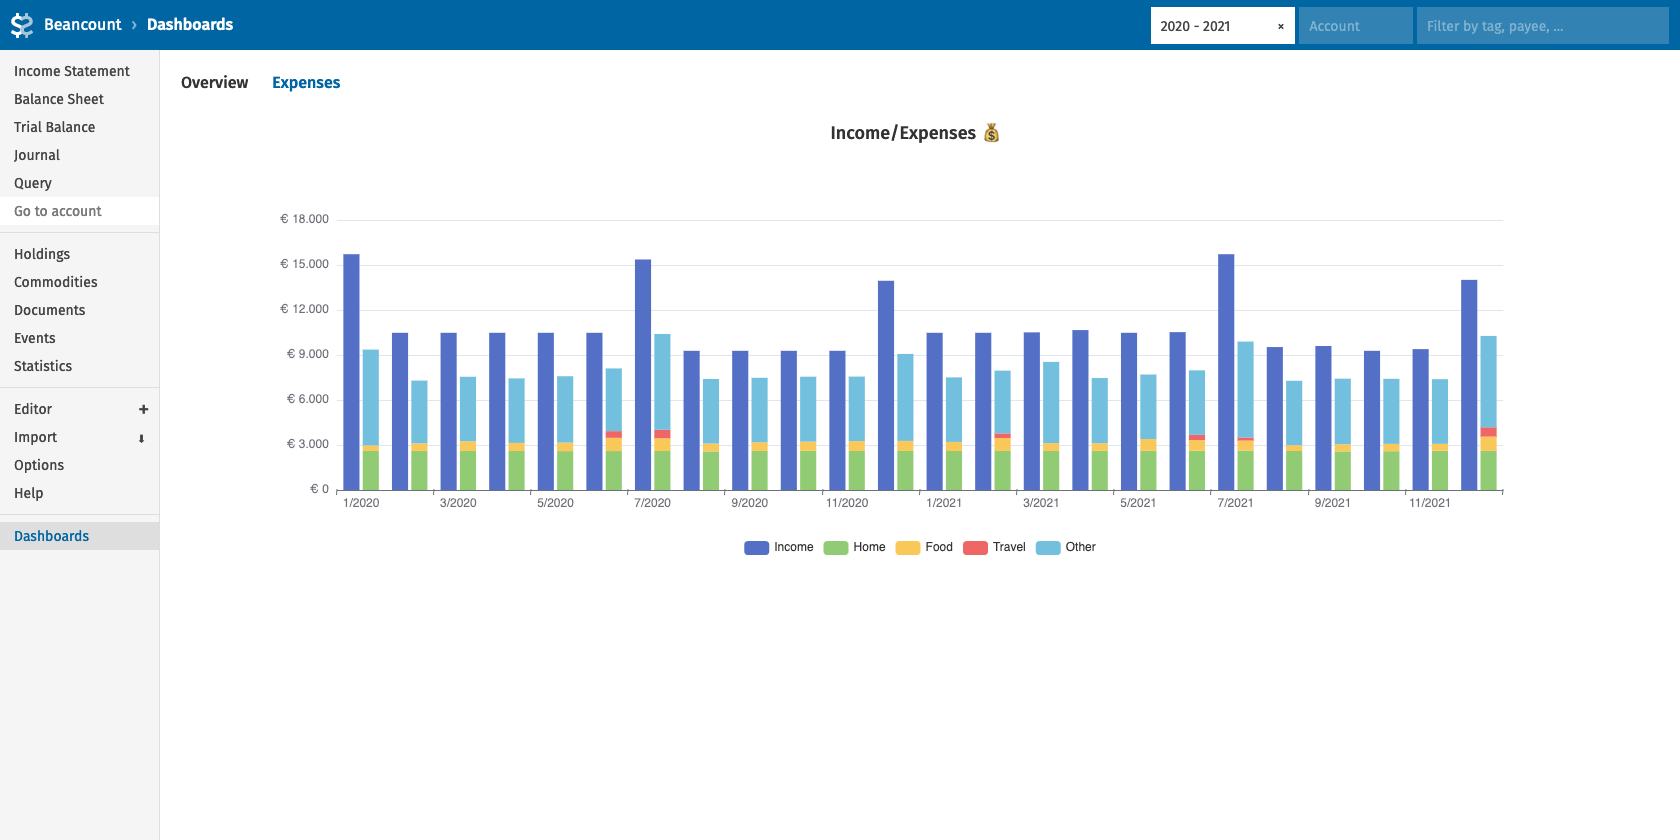 Beancount › Dashboards
2020 - 2021 ×
Account
Filter by tag, payee, ...
Income Statement
Balance Sheet
Trial Balance
Journal
Query
Go to account
Holdings
Commodities
Documents
Events
Statistics
Editor +
Import ⬇
Options
Help
Dashboards
Overview Expenses
Income/Expenses 💰
€ 18.000
€ 15.000
€ 12.000
€ 9.000
€ 6.000
€ 3.000
€ 0
1/2020 3/2020 5/2020 7/2020 9/2020 11/2020 1/2021 3/2021 5/2021 7/2021 9/2021 11/2021
Income Home Food Travel Other